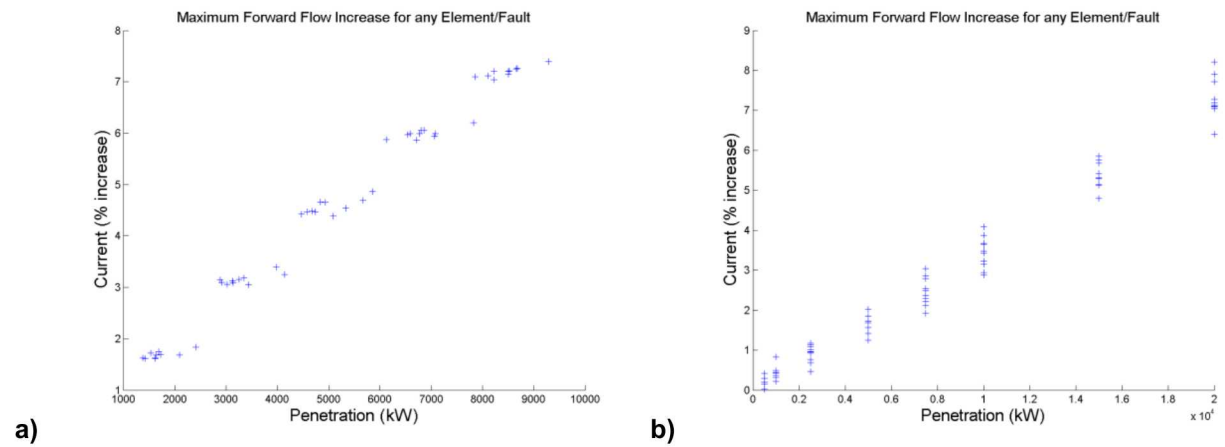 Maximum Forward Flow Increase for any Element/Fault
8
7
6
5
4
3
2
1
Current (% increase)
1000 2000 3000 4000 5000 6000 7000 8000 9000 10000
Penetration (kW)
a)
Maximum Forward Flow Increase for any Element/Fault
9
8
7
6
5
4
3
2
1
0
Current (% increase)
0 0.2 0.4 0.6 0.8 1 1.2 1.4 1.6 1.8 2
x 10⁴
Penetration (kW)
b)